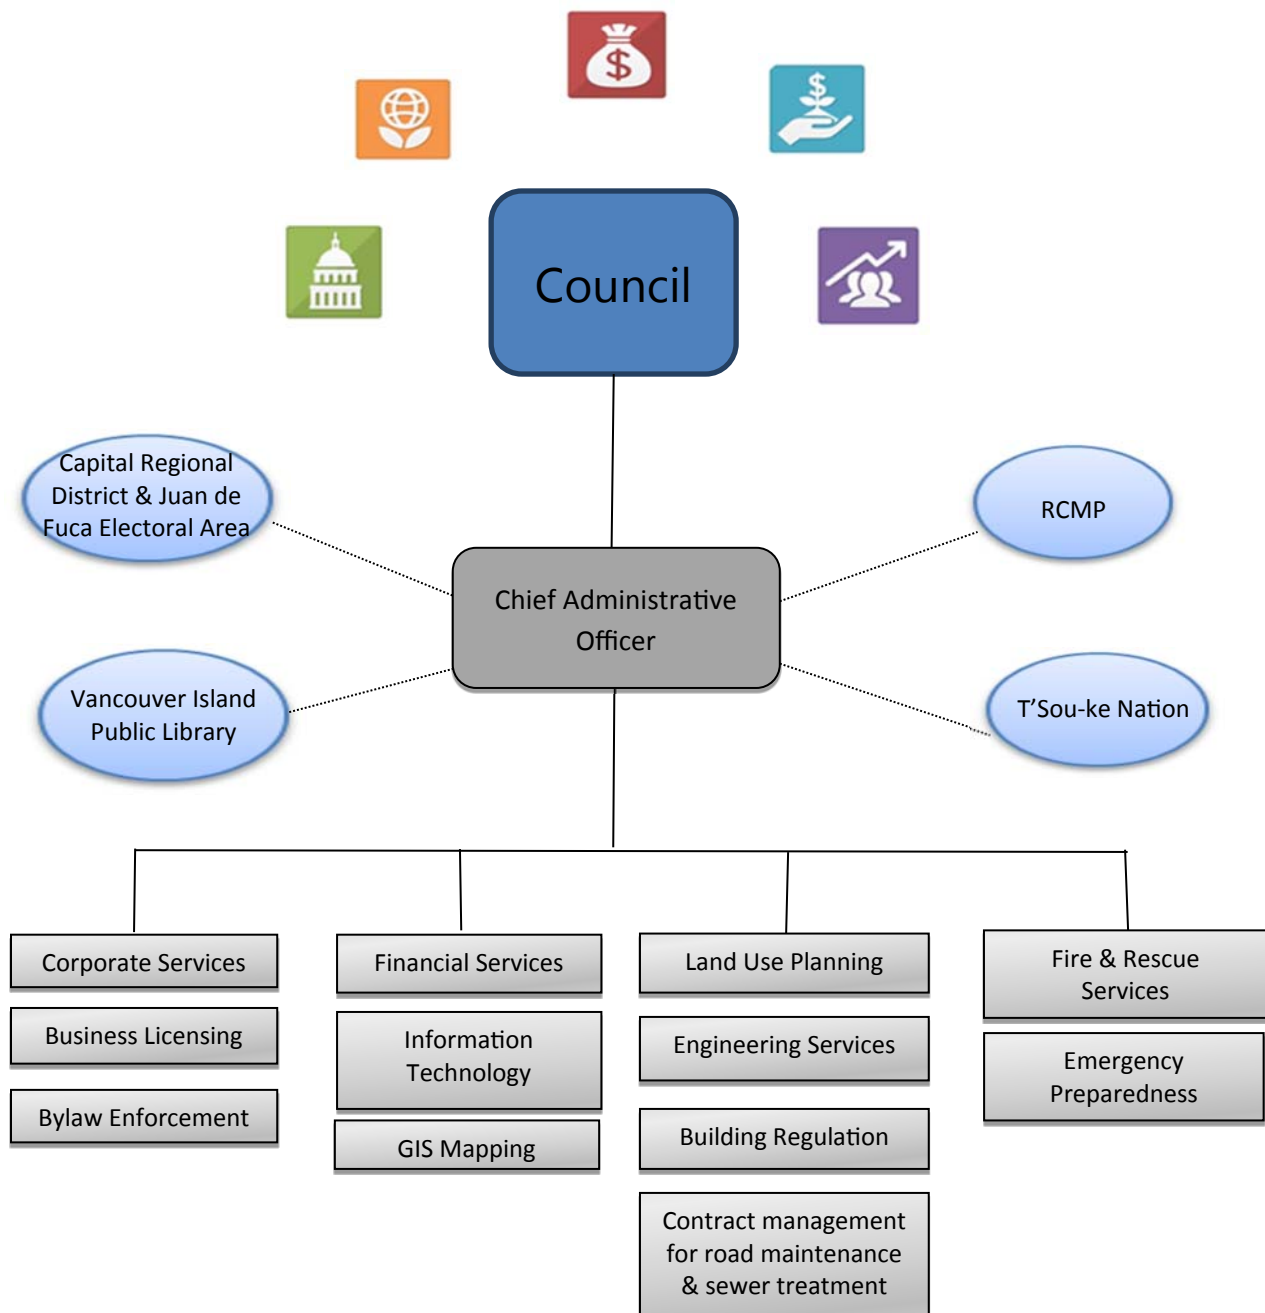 $
$
Council
Capital Regional
District & Juan de
Fuca Electoral Area
RCMP
Chief Administrative
Officer
Vancouver Island
Public Library
T’Sou-ke Nation
Corporate Services
Business Licensing
Bylaw Enforcement
Financial Services
Information
Technology
GIS Mapping
Land Use Planning
Engineering Services
Building Regulation
Contract management
for road maintenance
& sewer treatment
Fire & Rescue
Services
Emergency
Preparedness